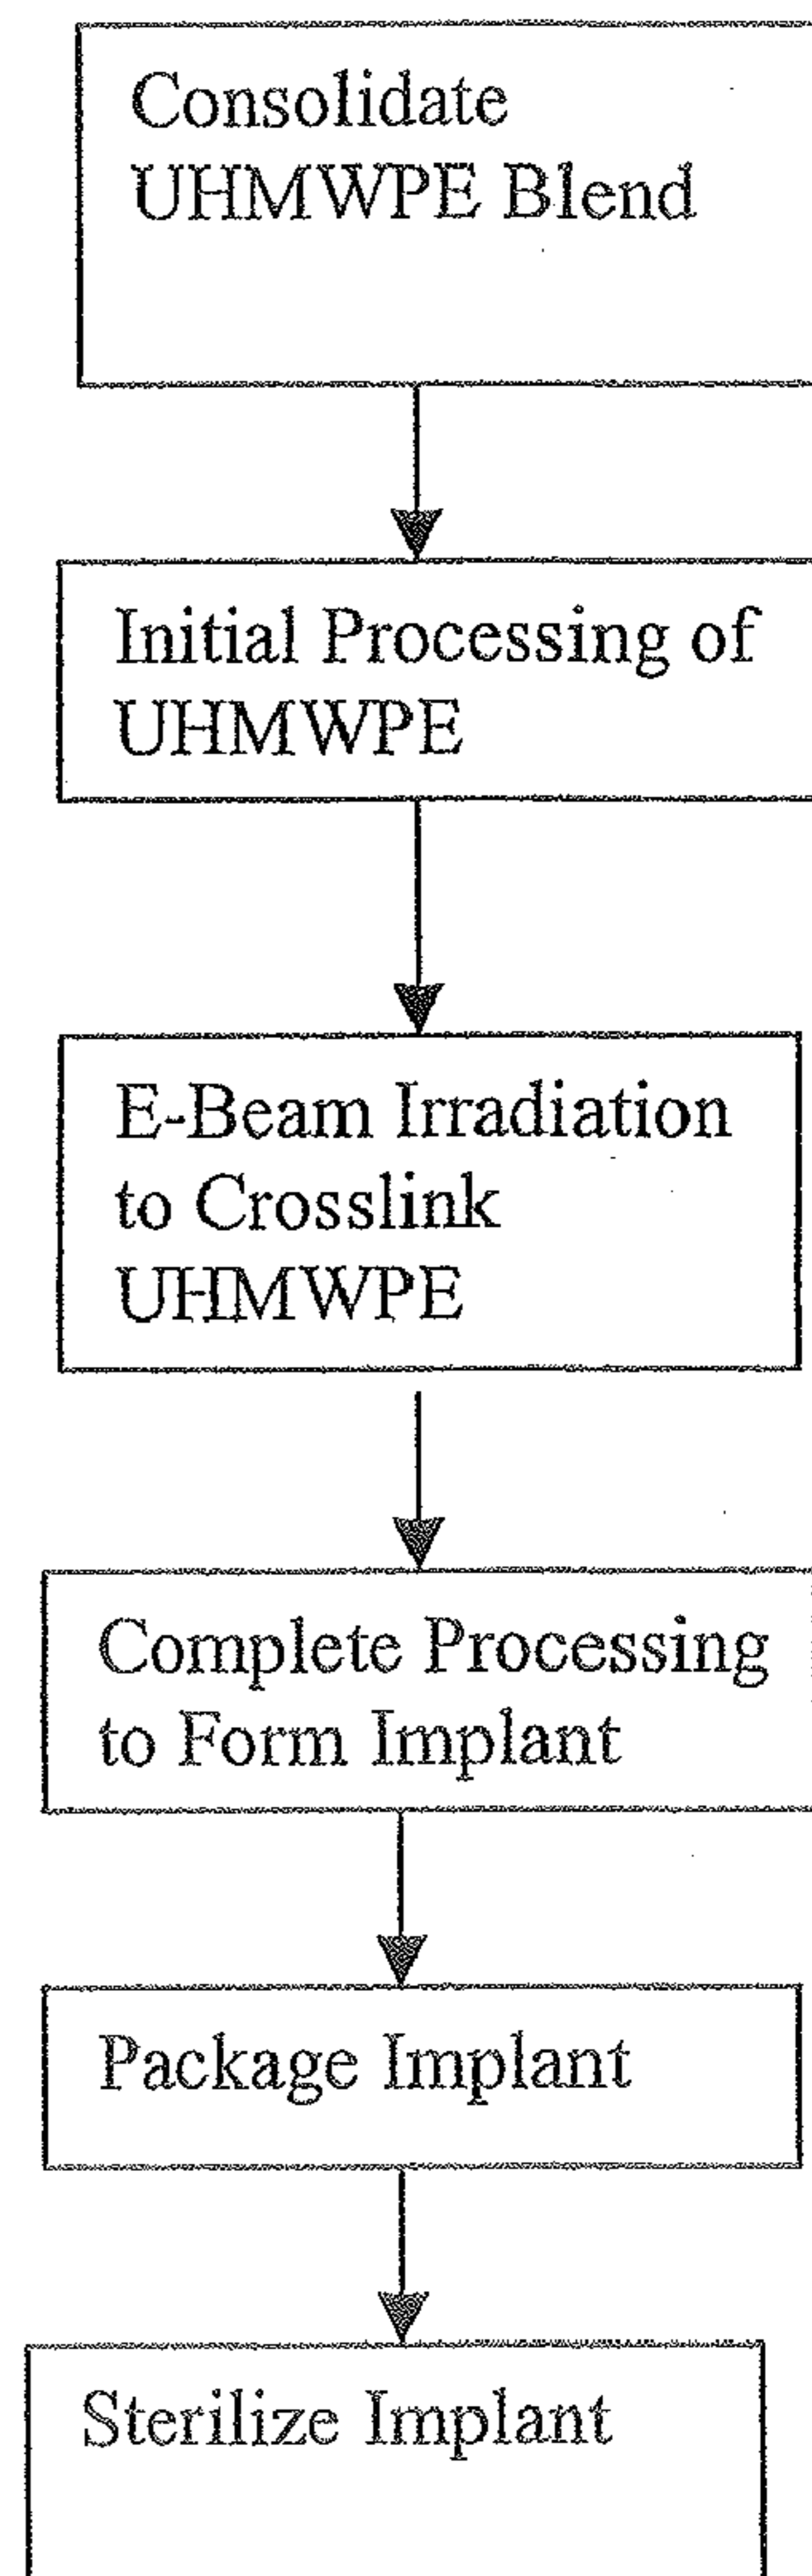 Consolidate
UHMWPE Blend
Initial Processing of
UHMWPE
E-Beam Irradiation
to Crosslink
UHMWPE
Complete Processing
to Form Implant
Package Implant
Sterilize Implant